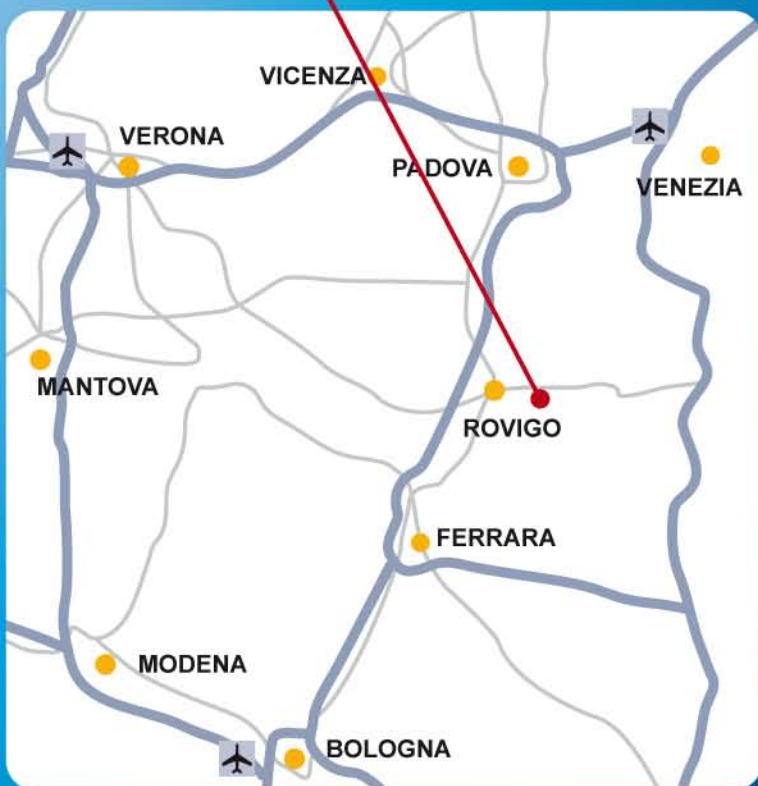 VICENZA
VERONA
PADOVA
VENEZIA
MANTOVA
ROVIGO
FERRARA
MODENA
BOLOGNA